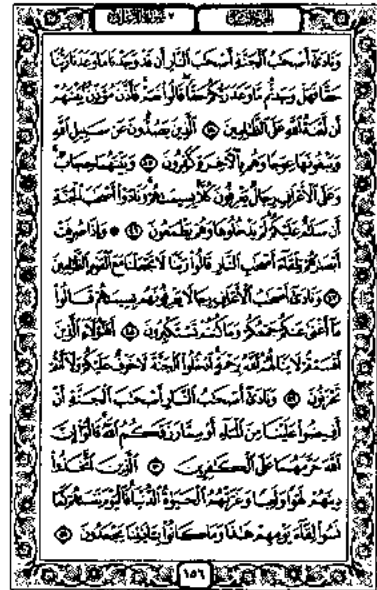 الجزء الثامن
٧ سورة الأعراف
وَنَادَىٰ أَصْحَٰبُ ٱلْجَنَّةِ أَصْحَٰبَ ٱلنَّارِ أَن قَدْ وَجَدْنَا مَا وَعَدَنَا رَبُّنَا
حَقًّا فَهَلْ وَجَدتُّم مَّا وَعَدَ رَبُّكُمْ حَقًّا قَالُوا۟ نَعَمْ فَأَذَّنَ مُؤَذِّنٌۢ بَيْنَهُمْ
أَن لَّعْنَةُ ٱللَّهِ عَلَى ٱلظَّٰلِمِينَ ٤٤ ٱلَّذِينَ يَصُدُّونَ عَن سَبِيلِ ٱللَّهِ
وَيَبْغُونَهَا عِوَجًا وَهُم بِٱلْءَاخِرَةِ كَٰفِرُونَ ٤٥ وَبَيْنَهُمَا حِجَابٌ
وَعَلَى ٱلْأَعْرَافِ رِجَالٌ يَعْرِفُونَ كُلًّۢا بِسِيمَىٰهُمْ وَنَادَوْا۟ أَصْحَٰبَ ٱلْجَنَّةِ
أَن سَلَٰمٌ عَلَيْكُمْ لَمْ يَدْخُلُوهَا وَهُمْ يَطْمَعُونَ ٤٦ ۞ وَإِذَا صُرِفَتْ
أَبْصَٰرُهُمْ تِلْقَآءَ أَصْحَٰبِ ٱلنَّارِ قَالُوا۟ رَبَّنَا لَا تَجْعَلْنَا مَعَ ٱلْقَوْمِ ٱلظَّٰلِمِينَ
٤٧ وَنَادَىٰٓ أَصْحَٰبُ ٱلْأَعْرَافِ رِجَالًا يَعْرِفُونَهُم بِسِيمَىٰهُمْ قَالُوا۟
مَآ أَغْنَىٰ عَنكُمْ جَمْعُكُمْ وَمَا كُنتُمْ تَسْتَكْبِرُونَ ٤٨ أَهَٰٓؤُلَآءِ ٱلَّذِينَ
أَقْسَمْتُمْ لَا يَنَالُهُمُ ٱللَّهُ بِرَحْمَةٍ ٱدْخُلُوا۟ ٱلْجَنَّةَ لَا خَوْفٌ عَلَيْكُمْ وَلَآ أَنتُمْ
تَحْزَنُونَ ٤٩ وَنَادَىٰٓ أَصْحَٰبُ ٱلنَّارِ أَصْحَٰبَ ٱلْجَنَّةِ أَنْ
أَفِيضُوا۟ عَلَيْنَا مِنَ ٱلْمَآءِ أَوْ مِمَّا رَزَقَكُمُ ٱللَّهُ قَالُوٓا۟ إِنَّ
ٱللَّهَ حَرَّمَهُمَا عَلَى ٱلْكَٰفِرِينَ ٥٠ ٱلَّذِينَ ٱتَّخَذُوا۟
دِينَهُمْ لَهْوًا وَلَعِبًا وَغَرَّتْهُمُ ٱلْحَيَوٰةُ ٱلدُّنْيَا فَٱلْيَوْمَ نَنسَىٰهُمْ كَمَا
نَسُوا۟ لِقَآءَ يَوْمِهِمْ هَٰذَا وَمَا كَانُوا۟ بِـَٔايَٰتِنَا يَجْحَدُونَ ٥١
١٥٦